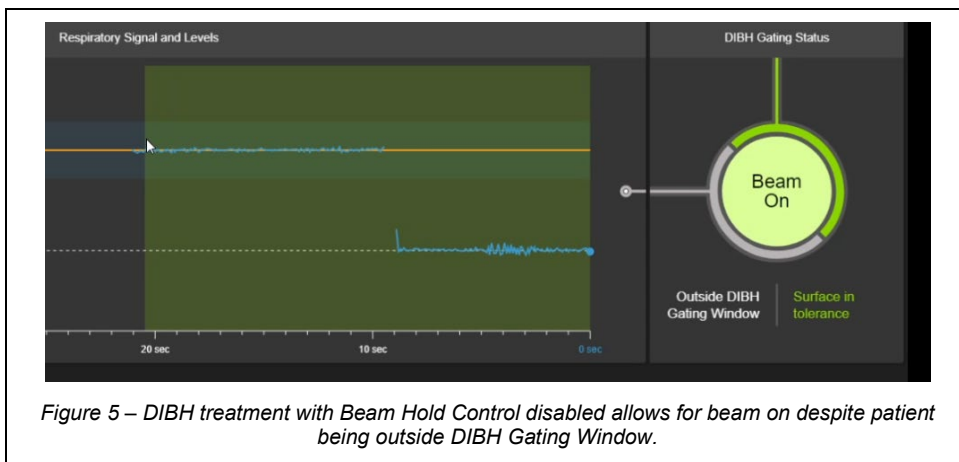 Respiratory Signal and Levels
DIBH Gating Status
Beam
On
Outside DIBH
Gating Window
Surface in
tolerance
20 sec
10 sec
0 sec
Figure 5 – DIBH treatment with Beam Hold Control disabled allows for beam on despite patient
being outside DIBH Gating Window.